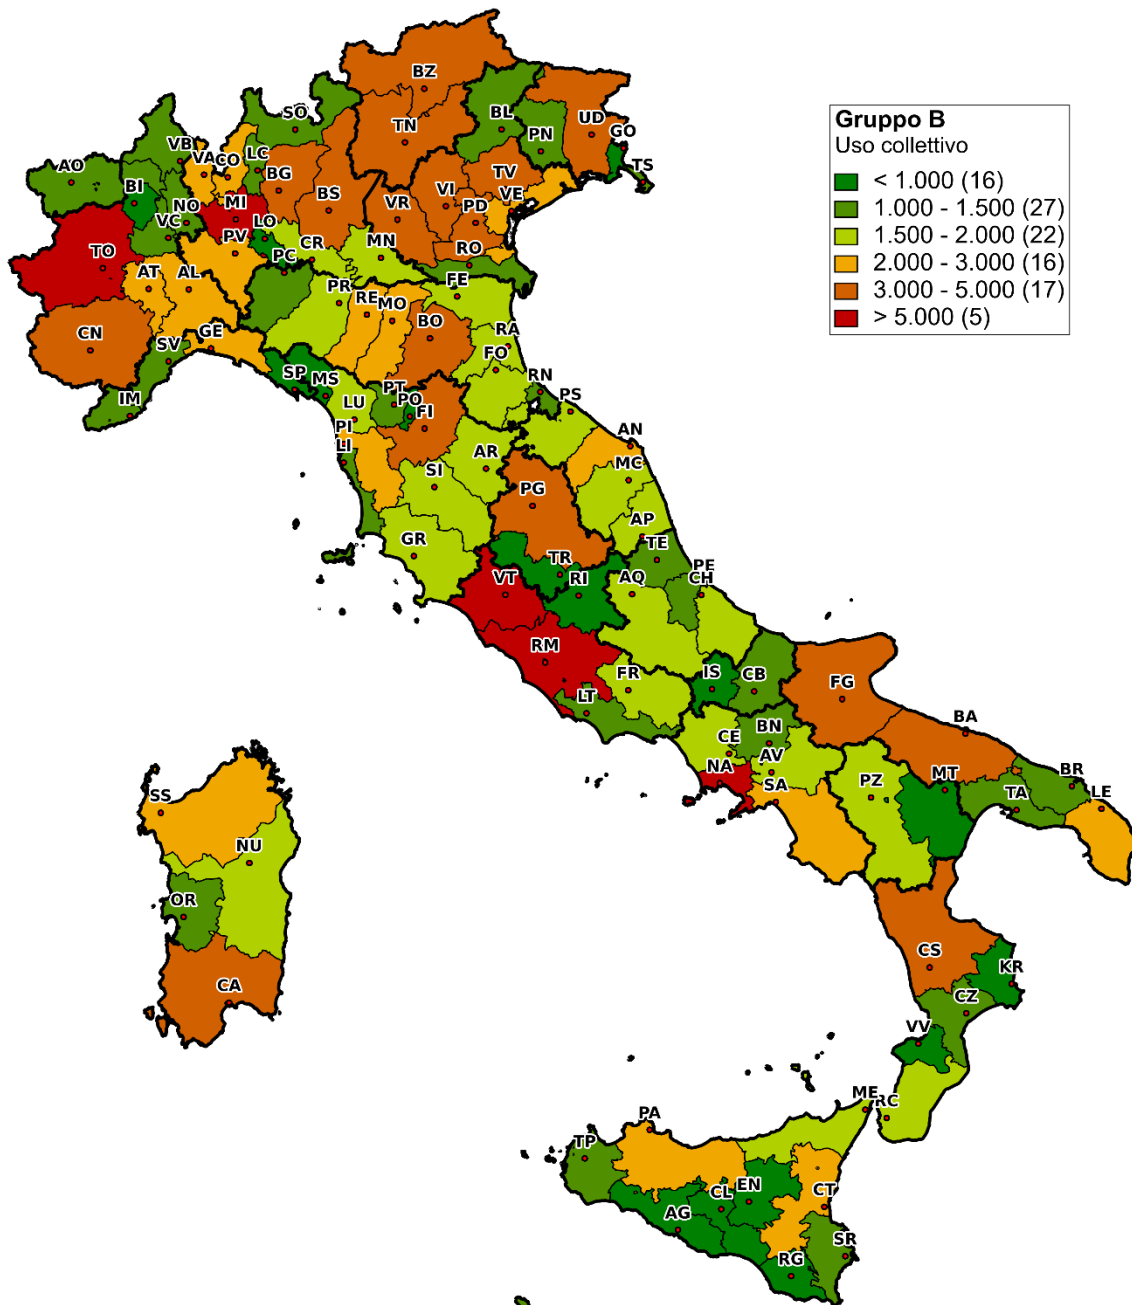 Gruppo B
Uso collettivo
< 1.000 (16)
1.000 - 1.500 (27)
1.500 - 2.000 (22)
2.000 - 3.000 (16)
3.000 - 5.000 (17)
> 5.000 (5)
BZ
SO
BL
UD
TN
GO
PN
VB
VA
CO
LC
TS
AO
BG
TV
BI
BS
VI
VE
NO
MI
VR
PD
VC
LO
PV
CR
MN
RO
TO
PC
AT
AL
PR
RE
MO
FE
BO
CN
SV
GE
RA
FO
SP
MS
PT
RN
IM
LU
PO
FI
PS
PI
LI
AN
AR
SI
MC
PG
AP
GR
TR
TE
VT
RI
AQ
PE
CH
RM
FR
IS
CB
FG
LT
BA
BN
CE
AV
NA
SA
PZ
MT
BR
TA
LE
SS
NU
OR
CA
CS
KR
CZ
VV
ME
RC
PA
TP
EN
CL
CT
AG
SR
RG